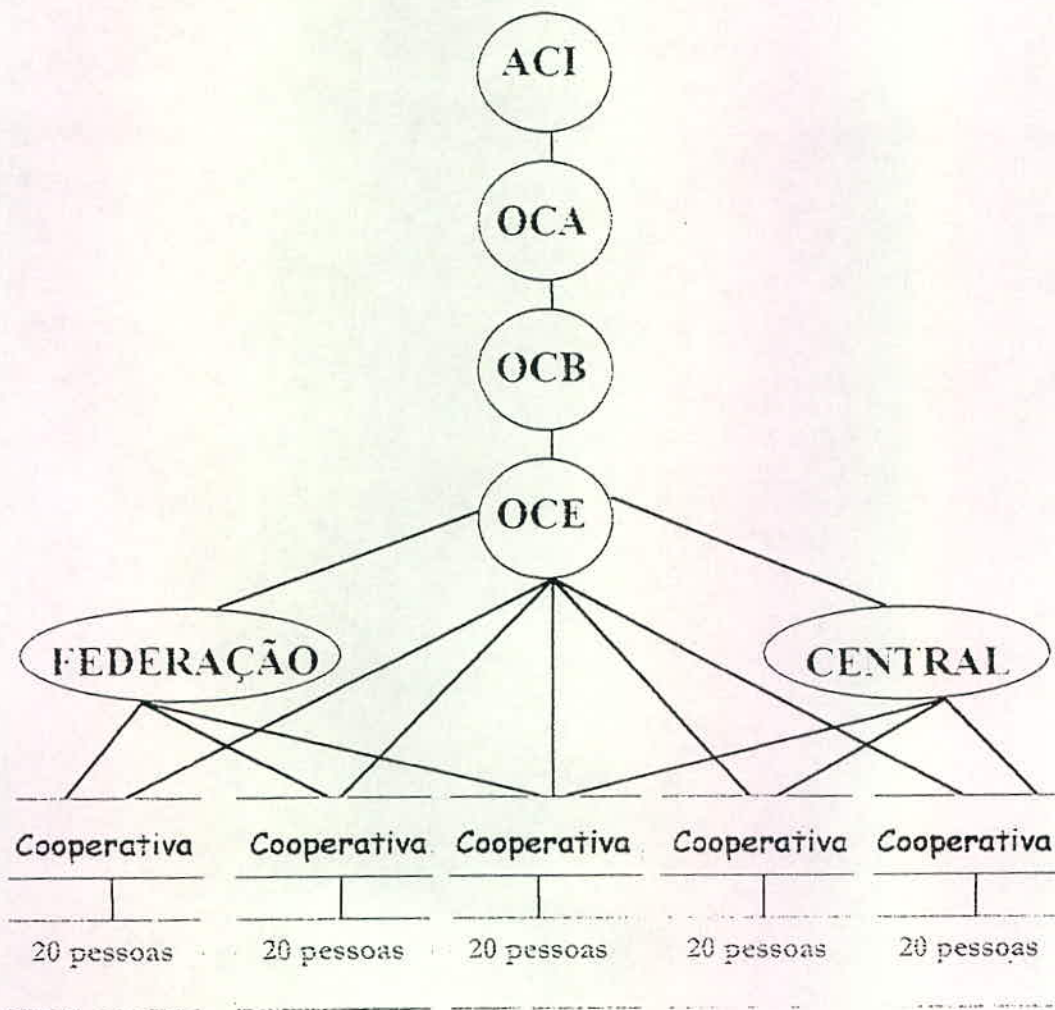 ACI
OCA
OCB
OCE
FEDERAÇÃO CENTRAL
Cooperativa Cooperativa Cooperativa Cooperativa Cooperativa
20 pessoas 20 pessoas 20 pessoas 20 pessoas 20 pessoas